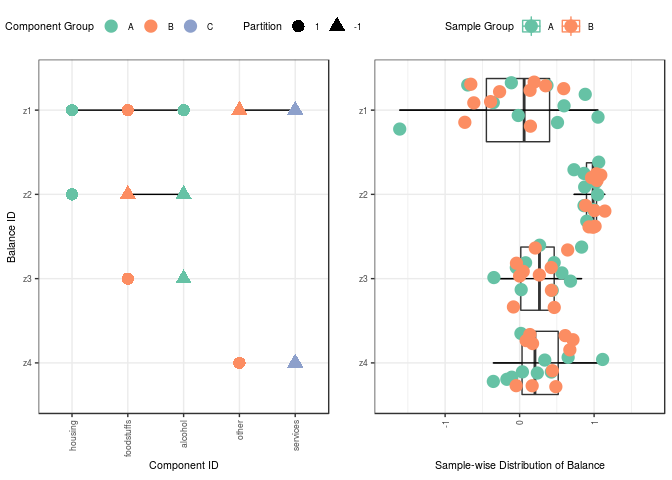 Component Group A B C Partition 1 -1 Sample Group A B
z1 z1
z2 z2
z3 z3
z4 z4
Balance ID
housing foodstuffs alcohol other services -1 0 1
Component ID Sample-wise Distribution of Balance